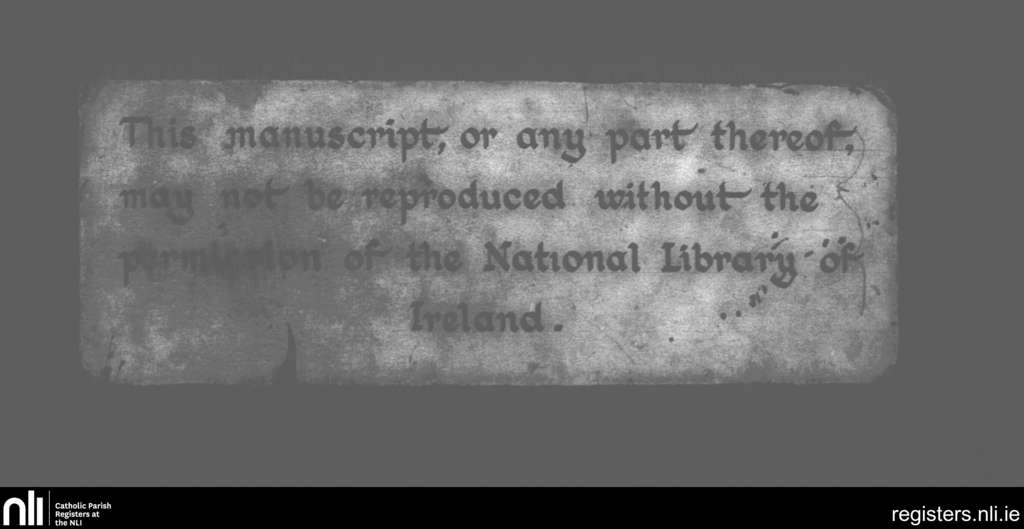 This manuscript, or any part thereof,
may not be reproduced without the
permission of the National Library of
Ireland.
nli
Catholic Parish
Registers at
the NLI
registers.nli.ie